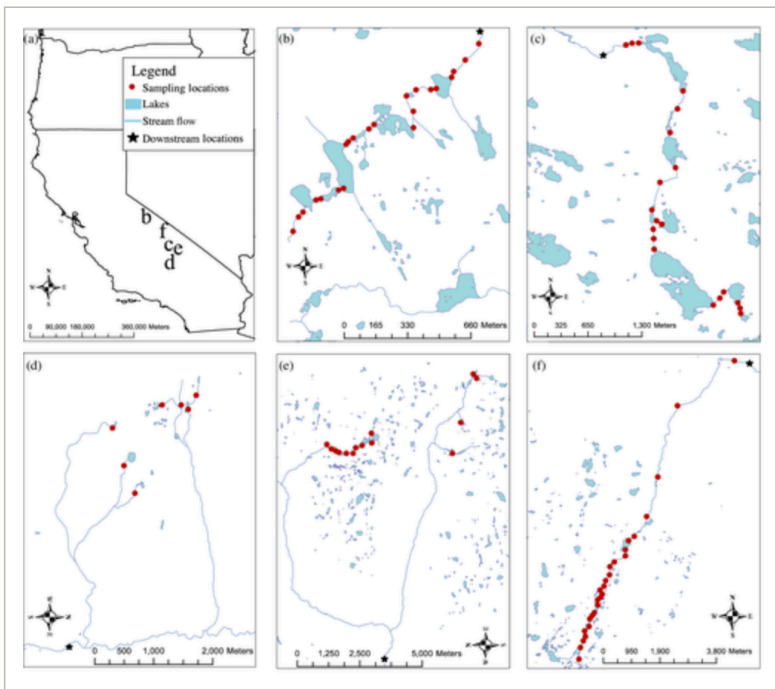 (a)
Legend
Sampling locations
Lakes
Stream flow
Downstream locations
b
f
c e
d
N
W E
S
0 90,000 180,000 360,000 Meters
(b)
N
W E
S
0 165 330 660 Meters
(c)
N
W E
S
0 325 650 1,300 Meters
(d)
0 500 1,000 2,000 Meters
(e)
0 1,250 2,500 5,000 Meters
(f)
N
W E
S
0 950 1,900 3,800 Meters